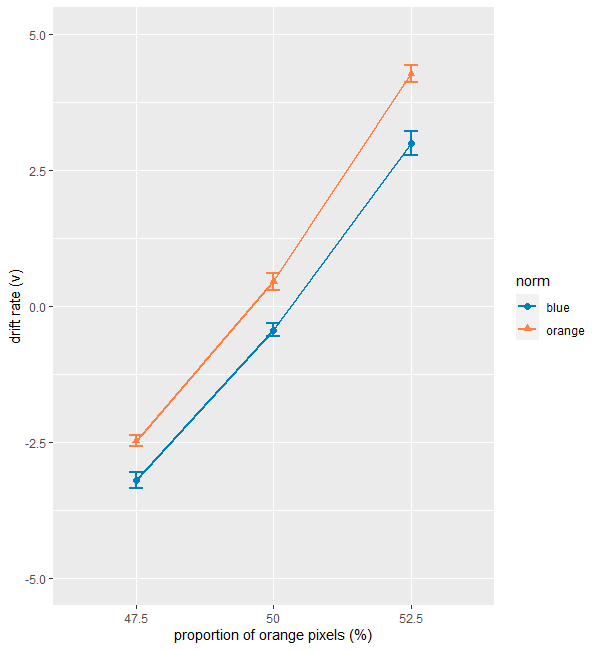 5.0
2.5
0.0
-2.5
-5.0
drift rate (v)
47.5 50 52.5
proportion of orange pixels (%)
norm
blue
orange